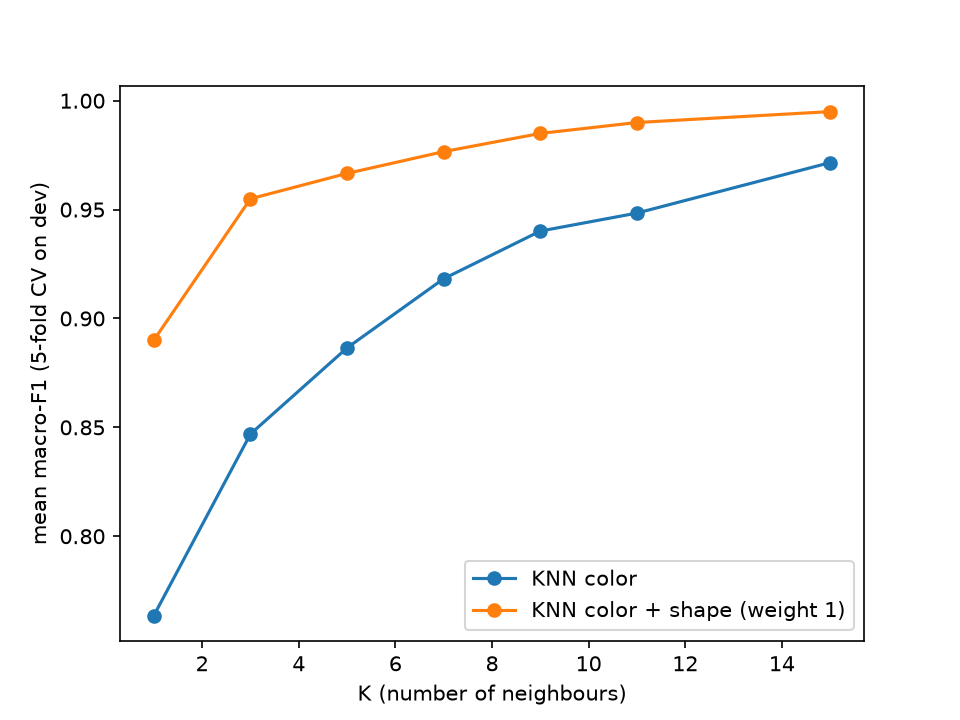 1.00
0.95
0.90
0.85
0.80
mean macro-F1 (5-fold CV on dev)
KNN color
KNN color + shape (weight 1)
2 4 6 8 10 12 14
K (number of neighbours)